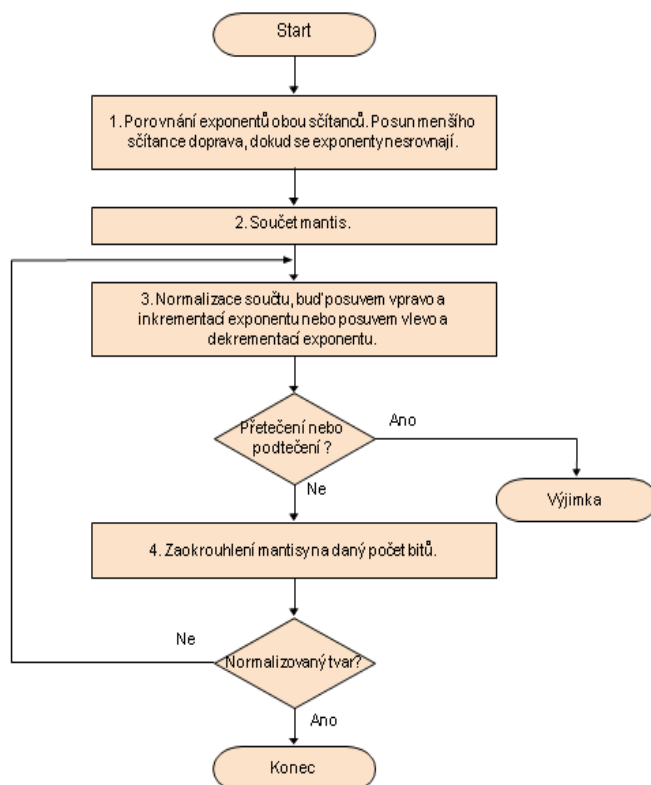 Start
1. Porovnání exponentů obou sčítanců. Posun menšího
sčítance doprava, dokud se exponenty nesrovnají.
2. Součet mantis.
3. Normalizace součtu, buď posuvem vpravo a
inkrementací exponentu nebo posuvem vlevo a
dekrementací exponentu.
Přetečení nebo
podtečení ?
Ano
Ne
Výjimka
4. Zaokrouhlení mantisy na daný počet bitů.
Ne
Normalizovaný tvar?
Ano
Konec